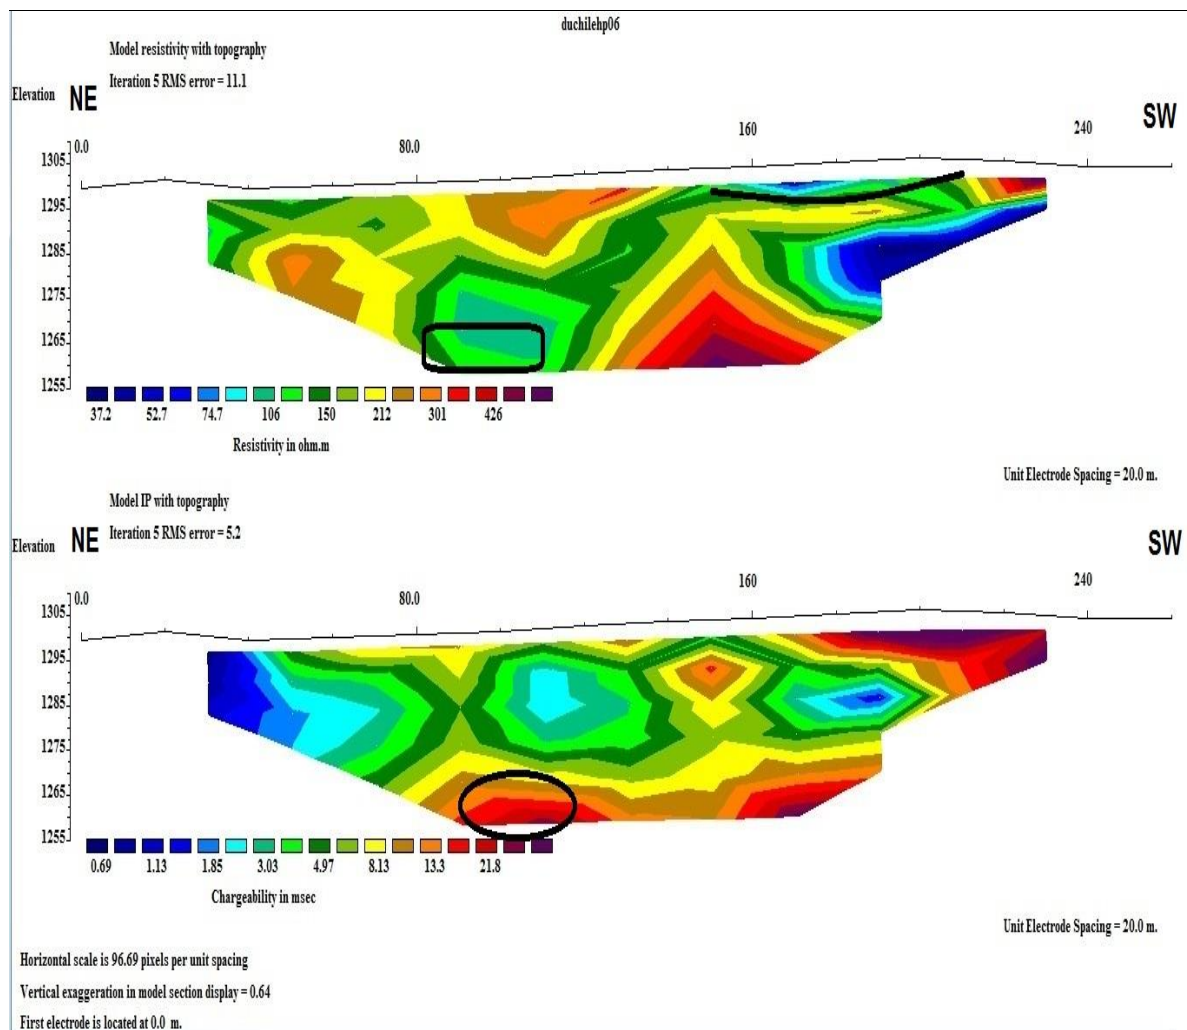 duchilehp06
Model resistivity with topography
Iteration 5 RMS error = 11.1
Elevation NE
SW
0.0 80.0 160 240
1305
1295
1285
1275
1265
1255
37.2 52.7 74.7 106 150 212 301 426
Resistivity in ohm.m
Unit Electrode Spacing = 20.0 m.
Model IP with topography
Iteration 5 RMS error = 5.2
Elevation NE
SW
0.0 80.0 160 240
1305
1295
1285
1275
1265
1255
0.69 1.13 1.85 3.03 4.97 8.13 13.3 21.8
Chargeability in msec
Unit Electrode Spacing = 20.0 m.
Horizontal scale is 96.69 pixels per unit spacing
Vertical exaggeration in model section display = 0.64
First electrode is located at 0.0 m.